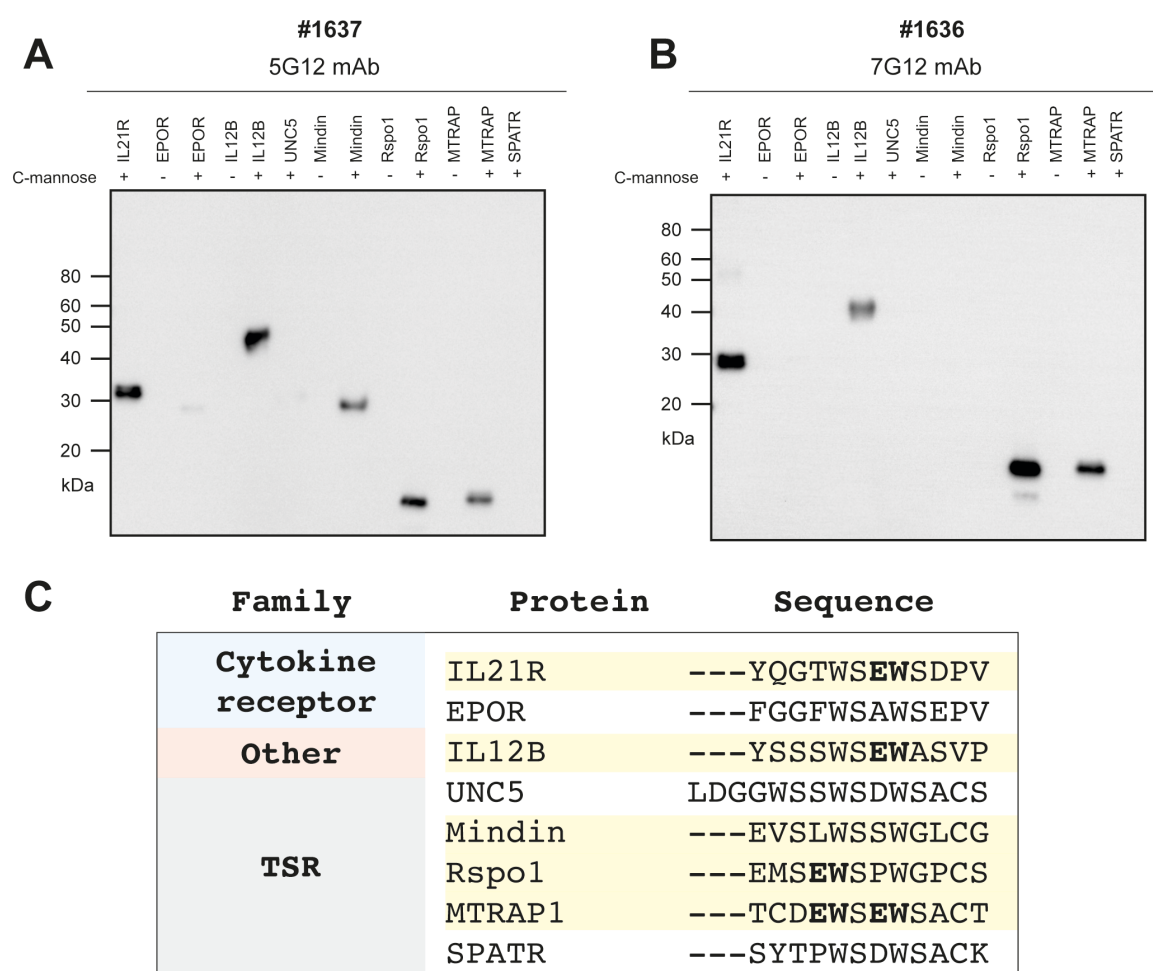 A
#1637
5G12 mAb
IL21R EPOR EPOR IL12B IL12B UNC5 Mindin Mindin Rspo1 Rspo1 MTRAP MTRAP SPATR
C-mannose + - + - + + - + - + - + +
80
60
50
40
30
20
kDa
B
#1636
7G12 mAb
IL21R EPOR EPOR IL12B IL12B UNC5 Mindin Mindin Rspo1 Rspo1 MTRAP MTRAP SPATR
C-mannose + - + - + + - + - + - + +
80
60
50
40
30
20
kDa
C
Family Protein Sequence
Cytokine receptor
IL21R ---YQGTWSEWSDPV
EPOR ---FGGFWSAWSEPV
Other
IL12B ---YSSSWSEWASVP
TSR
UNC5 LDGGWSSWSDWSACS
Mindin ---EVSLWSSWGLCG
Rspo1 ---EMSEWSPWGPCS
MTRAP1 ---TCDEWSEWSACT
SPATR ---SYTPWSDWSACK